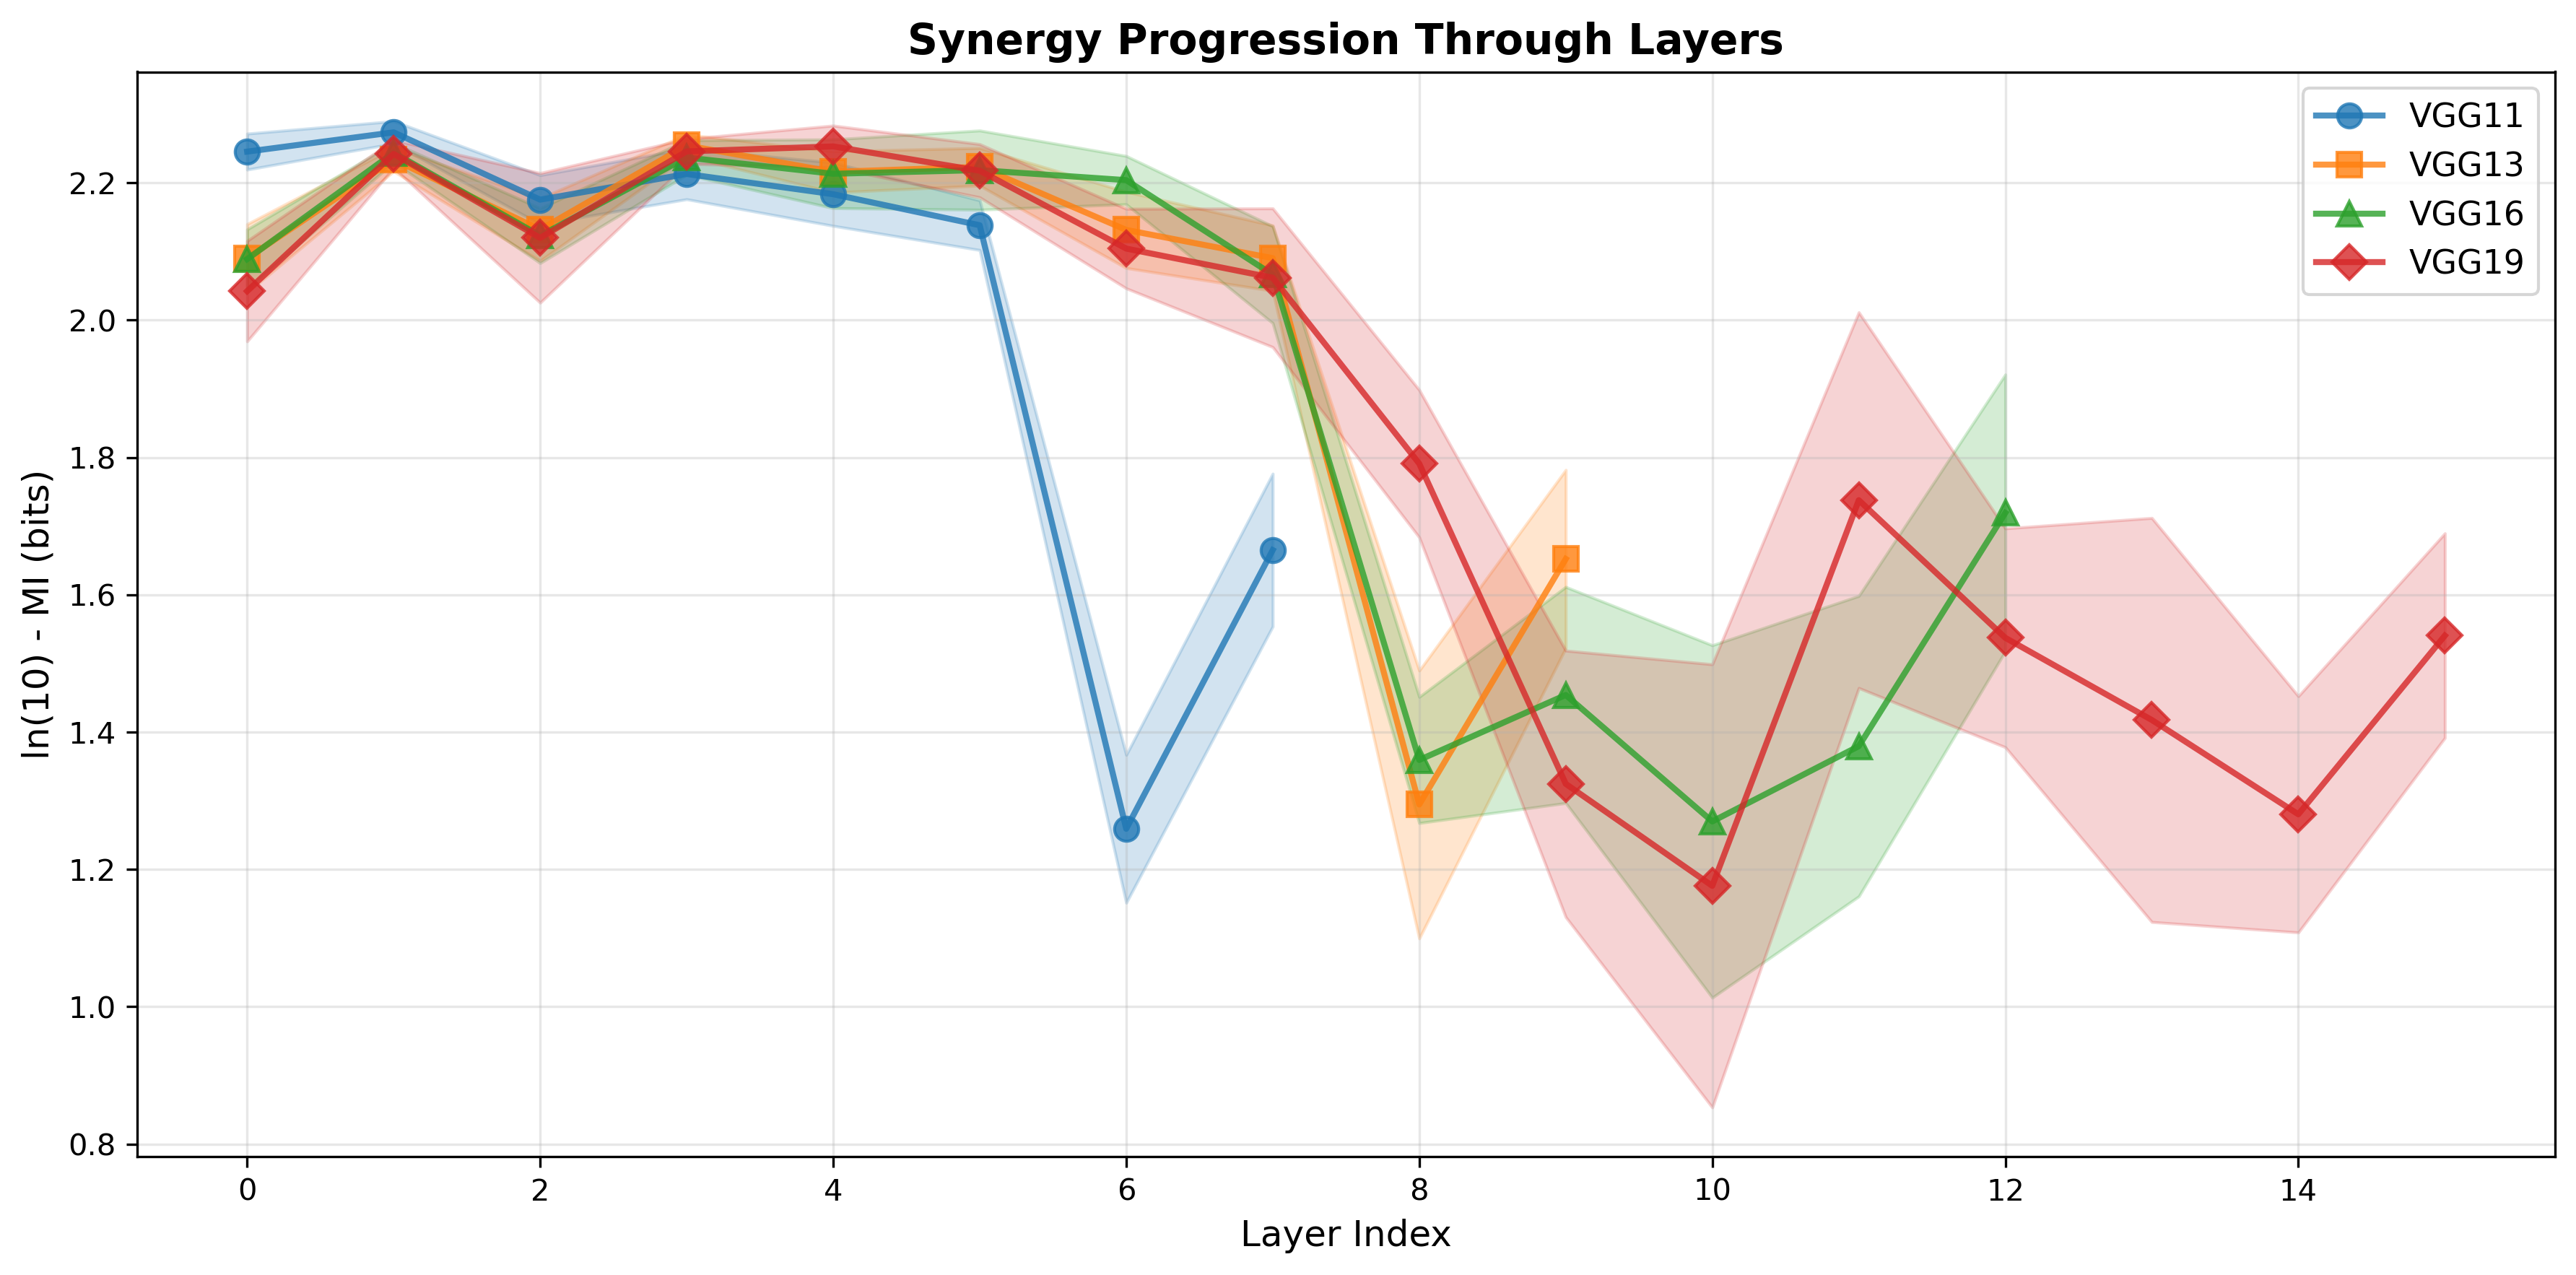 Synergy Progression Through Layers
VGG11
VGG13
VGG16
VGG19
ln(10) - MI (bits)
2.2
2.0
1.8
1.6
1.4
1.2
1.0
0.8
0 2 4 6 8 10 12 14
Layer Index